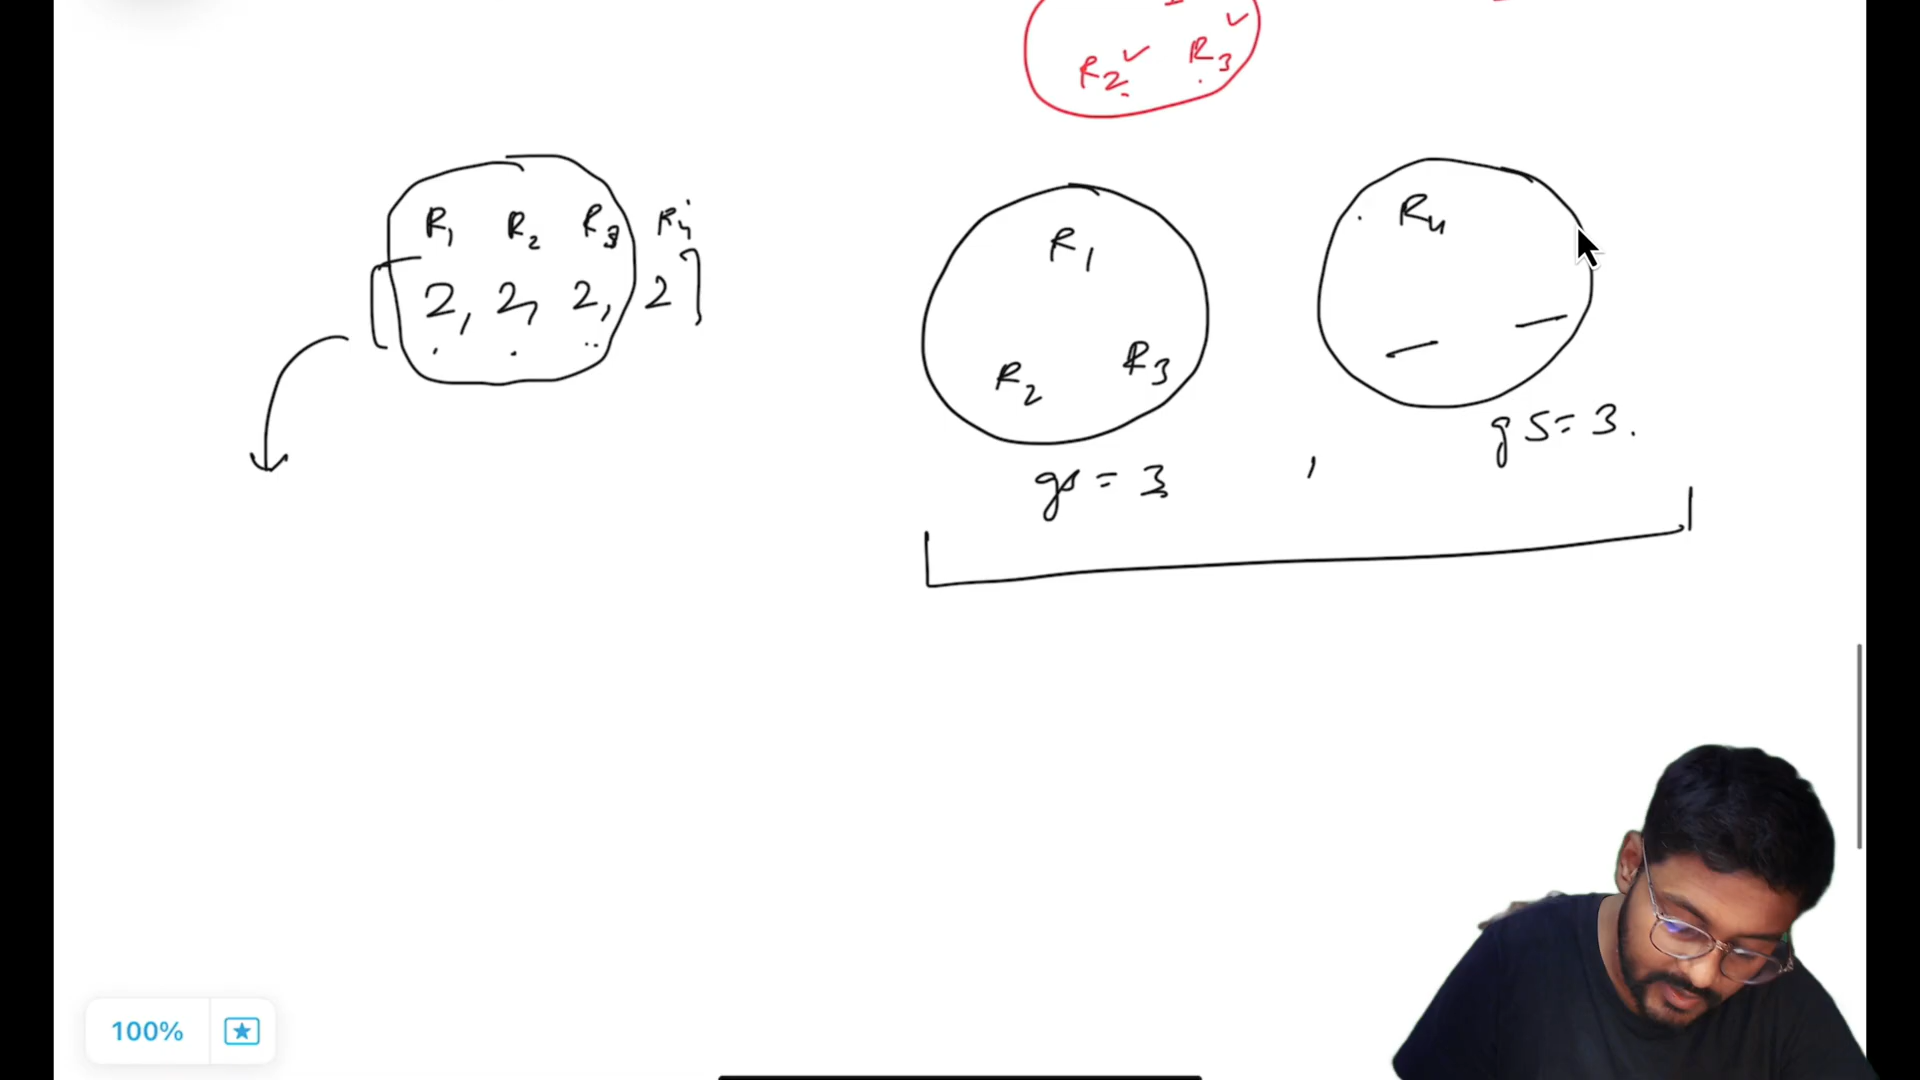 R2 ✓ R3 ✓
R1 R2 R3 R4
[2, 2, 2, 2]
R1
R2 R3
gs = 3
,
R4
gs = 3.
100%